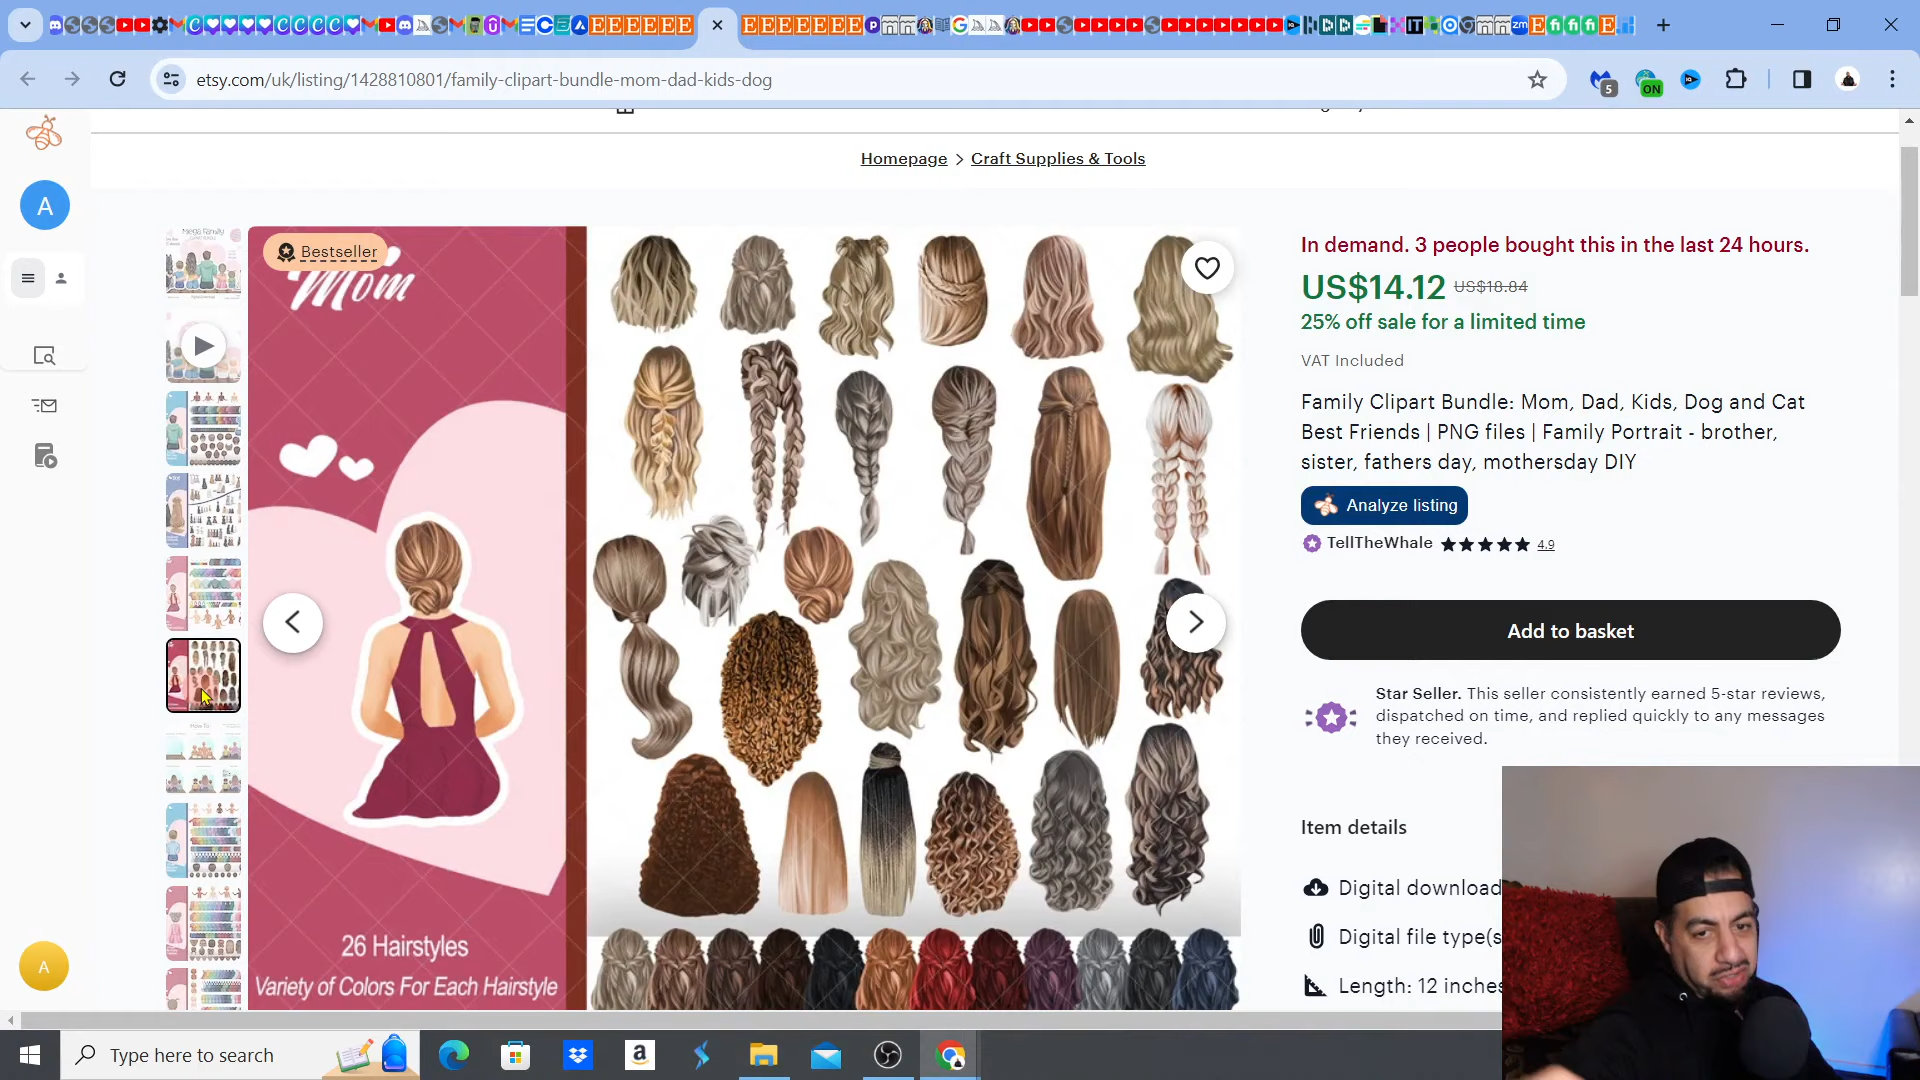 etsy.com/uk/listing/1428810801/family-clipart-bundle-mom-dad-kids-dog
5
ON
Homepage > Craft Supplies & Tools
A
Mega Family
Bestseller
Mom
26 Hairstyles
Variety of Colors For Each Hairstyle
In demand. 3 people bought this in the last 24 hours.
US$14.12 US$18.84
25% off sale for a limited time
VAT Included
Family Clipart Bundle: Mom, Dad, Kids, Dog and Cat
Best Friends | PNG files | Family Portrait - brother,
sister, fathers day, mothersday DIY
Analyze listing
TellTheWhale 4.9
Add to basket
Star Seller. This seller consistently earned 5-star reviews,
dispatched on time, and replied quickly to any messages
they received.
Item details
Digital download
Digital file type(s
Length: 12 inches
A
Type here to search